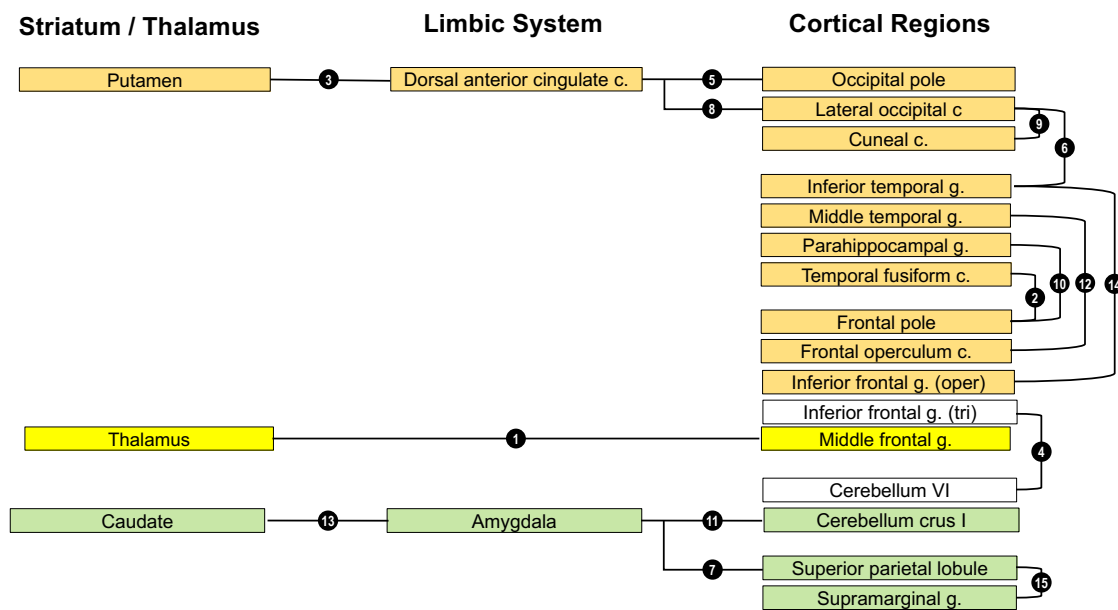 Striatum / Thalamus
Limbic System
Cortical Regions
Putamen
3
Dorsal anterior cingulate c.
5
Occipital pole
8
Lateral occipital c
9
Cuneal c.
6
Inferior temporal g.
Middle temporal g.
Parahippocampal g.
Temporal fusiform c.
2
10
12
14
Frontal pole
Frontal operculum c.
Inferior frontal g. (oper)
Inferior frontal g. (tri)
Thalamus
1
Middle frontal g.
4
Cerebellum VI
Caudate
13
Amygdala
11
Cerebellum crus I
7
Superior parietal lobule
15
Supramarginal g.